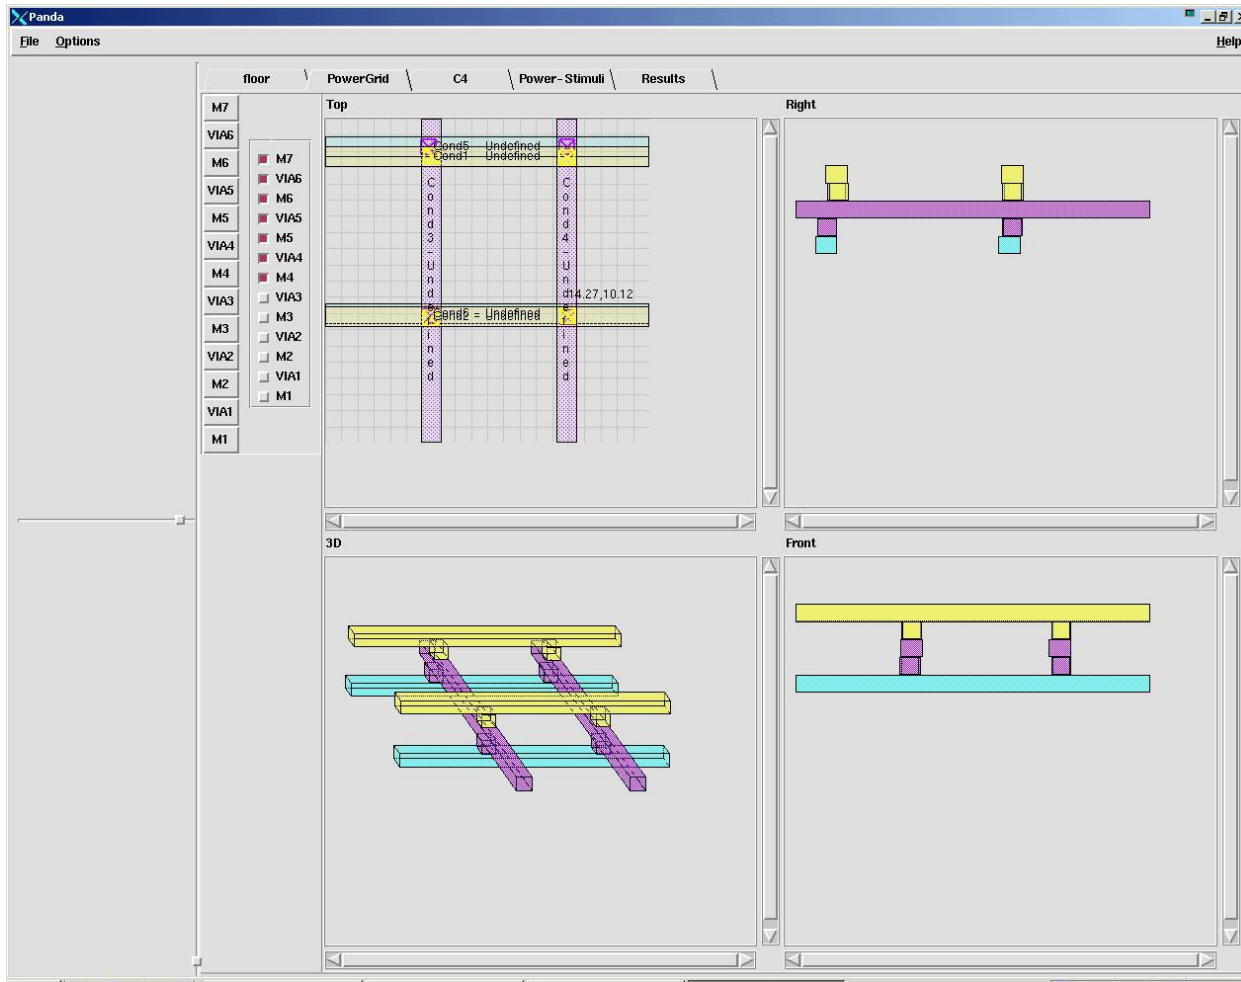 Panda
File Options Help
floor PowerGrid C4 Power-Stimuli Results
M7
VIA6
M6
VIA5
M5
VIA4
M4
VIA3
M3
VIA2
M2
VIA1
M1
M7
VIA6
M6
VIA5
M5
VIA4
M4
VIA3
M3
VIA2
M2
VIA1
M1
Top
Cond5 - Undefined
Cond1 - Undefined
Cond3-Undefined
Cond4-Undefined
14.27,10.12
= Undefined
Right
3D
Front